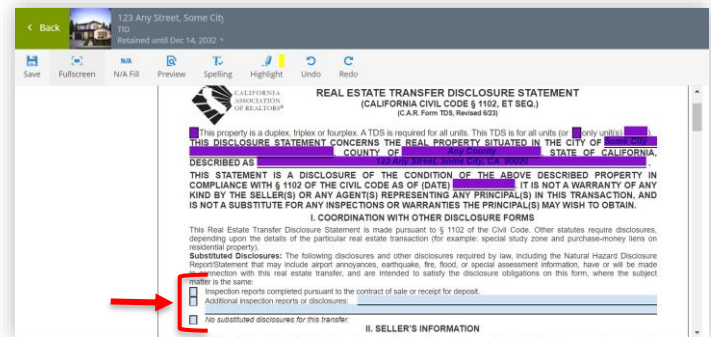 < Back
123 Any Street, Some City
TID
Retained until Dec 14, 2032
Save
Fullscreen
N/A
N/A Fill
Preview
Spelling
Highlight
Undo
Redo
CALIFORNIA
ASSOCIATION
OF REALTORS®
REAL ESTATE TRANSFER DISCLOSURE STATEMENT
(CALIFORNIA CIVIL CODE § 1102, ET SEQ.)
(C.A.R. Form TDS, Revised 6/23)
This property is a duplex, triplex or fourplex. A TDS is required for all units. This TDS is for all units (or only unit(s) ).
THIS DISCLOSURE STATEMENT CONCERNS THE REAL PROPERTY SITUATED IN THE CITY OF Some City
COUNTY OF Any County STATE OF CALIFORNIA,
DESCRIBED AS 123 Any Street, Some City, CA 90020 .
THIS STATEMENT IS A DISCLOSURE OF THE CONDITION OF THE ABOVE DESCRIBED PROPERTY IN
COMPLIANCE WITH § 1102 OF THE CIVIL CODE AS OF (DATE) . IT IS NOT A WARRANTY OF ANY
KIND BY THE SELLER(S) OR ANY AGENT(S) REPRESENTING ANY PRINCIPAL(S) IN THIS TRANSACTION, AND
IS NOT A SUBSTITUTE FOR ANY INSPECTIONS OR WARRANTIES THE PRINCIPAL(S) MAY WISH TO OBTAIN.
I. COORDINATION WITH OTHER DISCLOSURE FORMS
This Real Estate Transfer Disclosure Statement is made pursuant to § 1102 of the Civil Code. Other statutes require disclosures,
depending upon the details of the particular real estate transaction (for example: special study zone and purchase-money liens on
residential property).
Substituted Disclosures: The following disclosures and other disclosures required by law, including the Natural Hazard Disclosure
Report/Statement that may include airport annoyances, earthquake, fire, flood, or special assessment information, have or will be made
in connection with this real estate transfer, and are intended to satisfy the disclosure obligations on this form, where the subject
matter is the same:
Inspection reports completed pursuant to the contract of sale or receipt for deposit.
Additional inspection reports or disclosures:
No substituted disclosures for this transfer.
II. SELLER'S INFORMATION